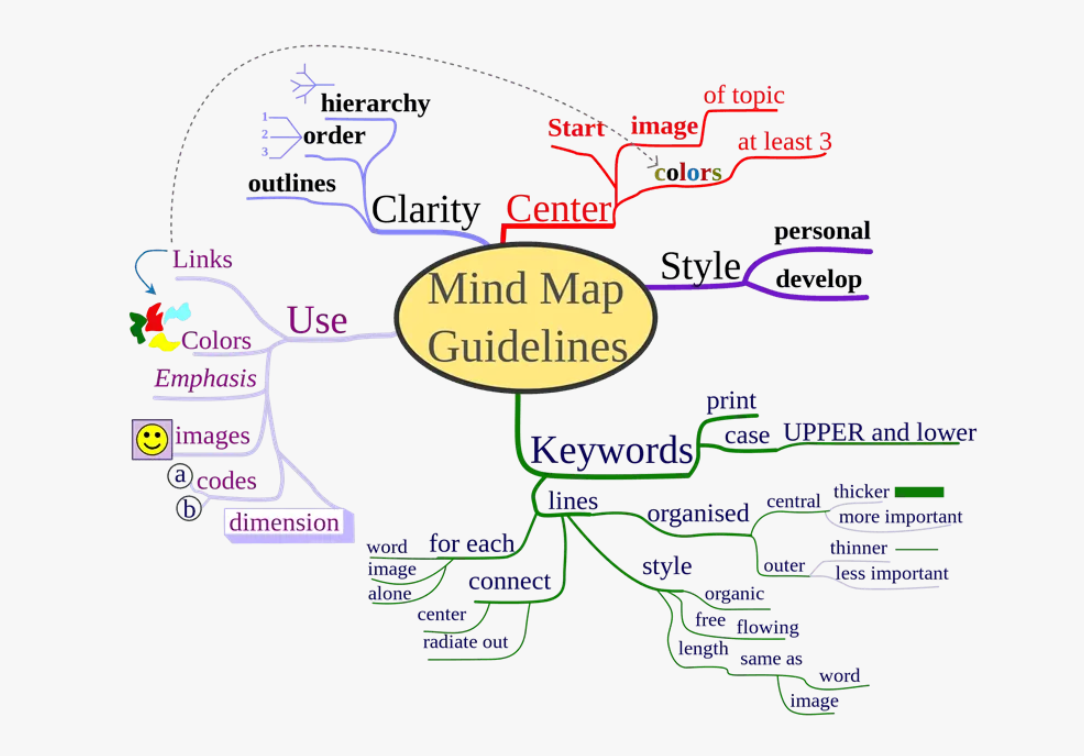 Mind Map
Guidelines
Center
Start
image
of topic
colors
at least 3
Style
personal
develop
Keywords
print
case
UPPER and lower
lines
organised
central
thicker
more important
outer
thinner
less important
style
organic
free
flowing
length
same as
word
image
connect
center
radiate out
for each
word
image
alone
Use
Links
Colors
Emphasis
images
codes
a
b
dimension
Clarity
hierarchy
order
1
2
3
outlines